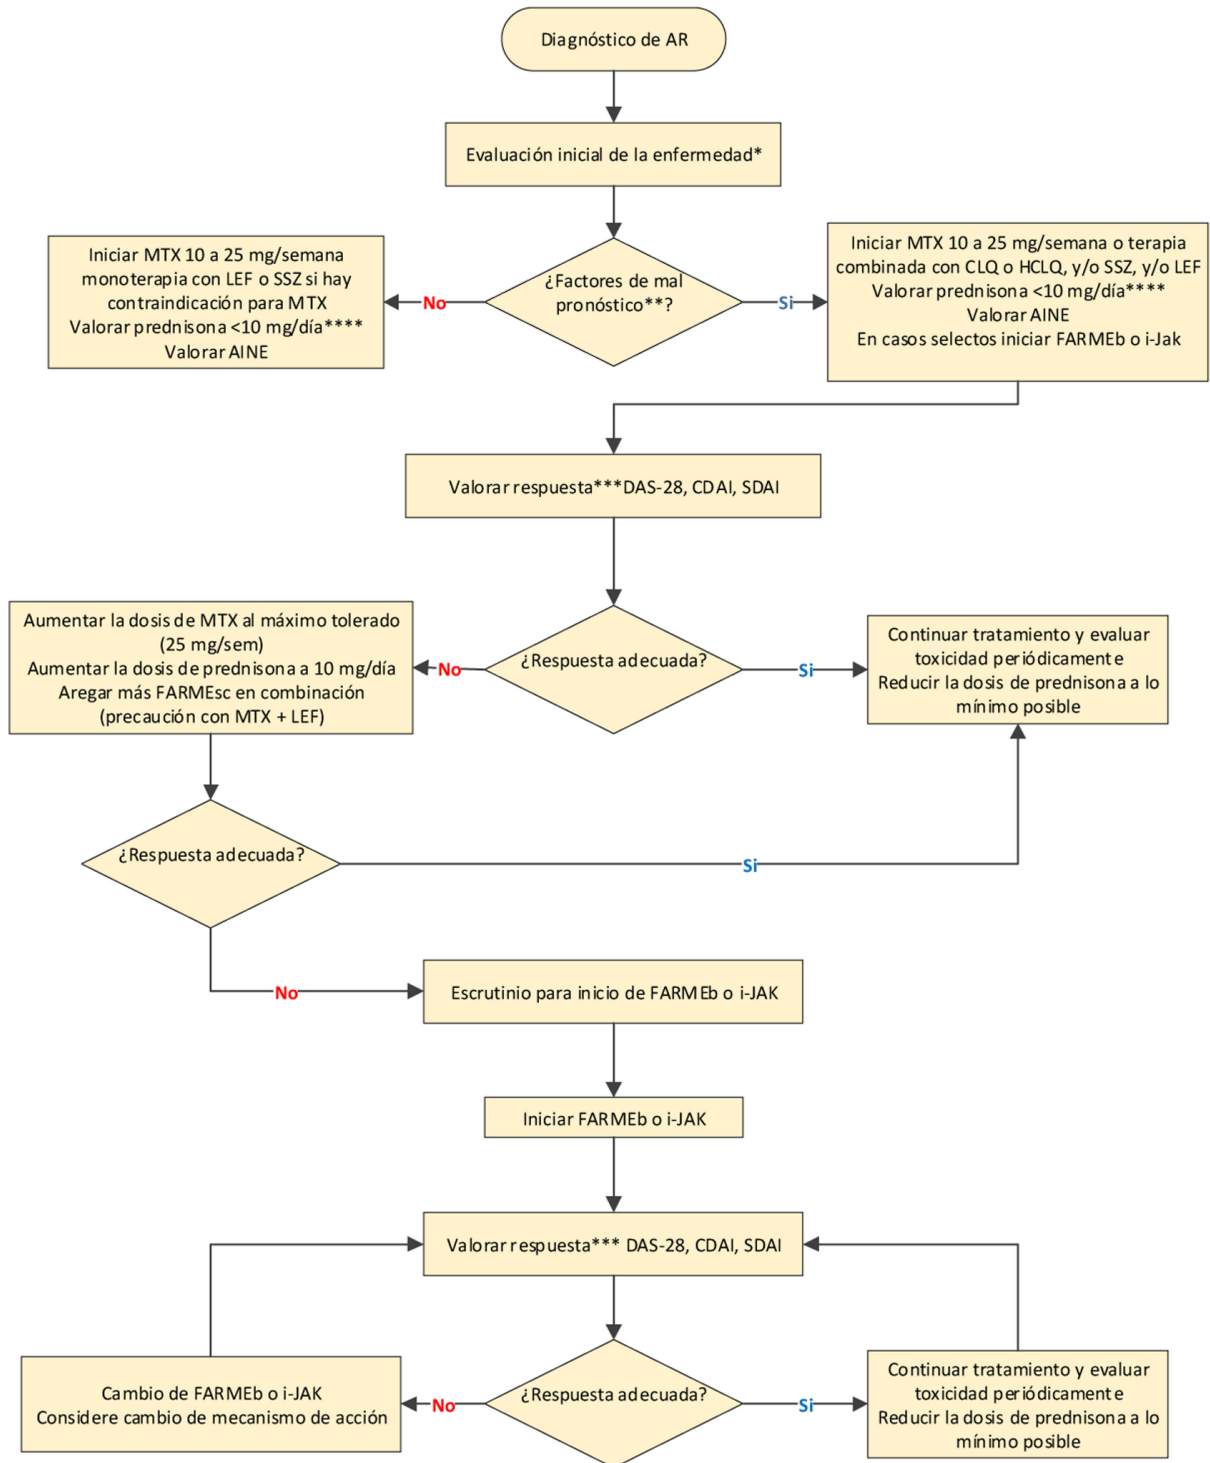 Diagnóstico de AR
Evaluación inicial de la enfermedad*
¿Factores de mal
pronóstico**?
No
Si
Iniciar MTX 10 a 25 mg/semana
monoterapia con LEF o SSZ si hay
contraindicación para MTX
Valorar prednisona <10 mg/día****
Valorar AINE
Iniciar MTX 10 a 25 mg/semana o terapia
combinada con CLQ o HCLQ, y/o SSZ, y/o LEF
Valorar prednisona <10 mg/día****
Valorar AINE
En casos selectos iniciar FARMEb o i-Jak
Valorar respuesta***DAS-28, CDAI, SDAI
¿Respuesta adecuada?
No
Si
Aumentar la dosis de MTX al máximo tolerado
(25 mg/sem)
Aumentar la dosis de prednisona a 10 mg/día
Aregar más FARMEsc en combinación
(precaución con MTX + LEF)
Continuar tratamiento y evaluar
toxicidad periódicamente
Reducir la dosis de prednisona a lo
mínimo posible
¿Respuesta adecuada?
Si
No
Escrutinio para inicio de FARMEb o i-JAK
Iniciar FARMEb o i-JAK
Valorar respuesta*** DAS-28, CDAI, SDAI
¿Respuesta adecuada?
No
Si
Cambio de FARMEb o i-JAK
Considere cambio de mecanismo de acción
Continuar tratamiento y evaluar
toxicidad periódicamente
Reducir la dosis de prednisona a lo
mínimo posible